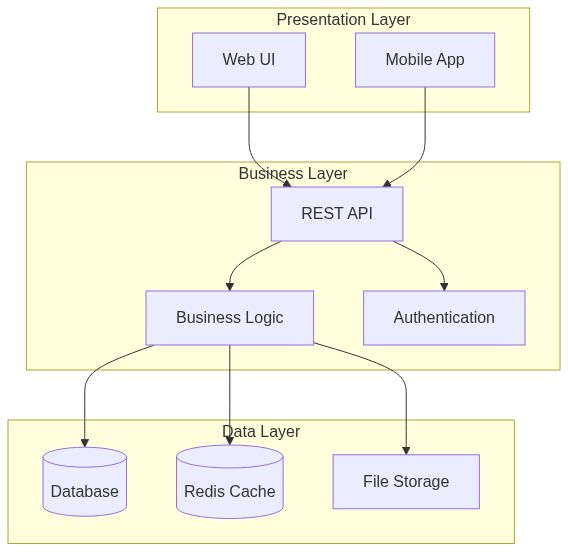 Presentation Layer
Web UI
Mobile App
Business Layer
REST API
Business Logic
Authentication
Data Layer
Database
Redis Cache
File Storage